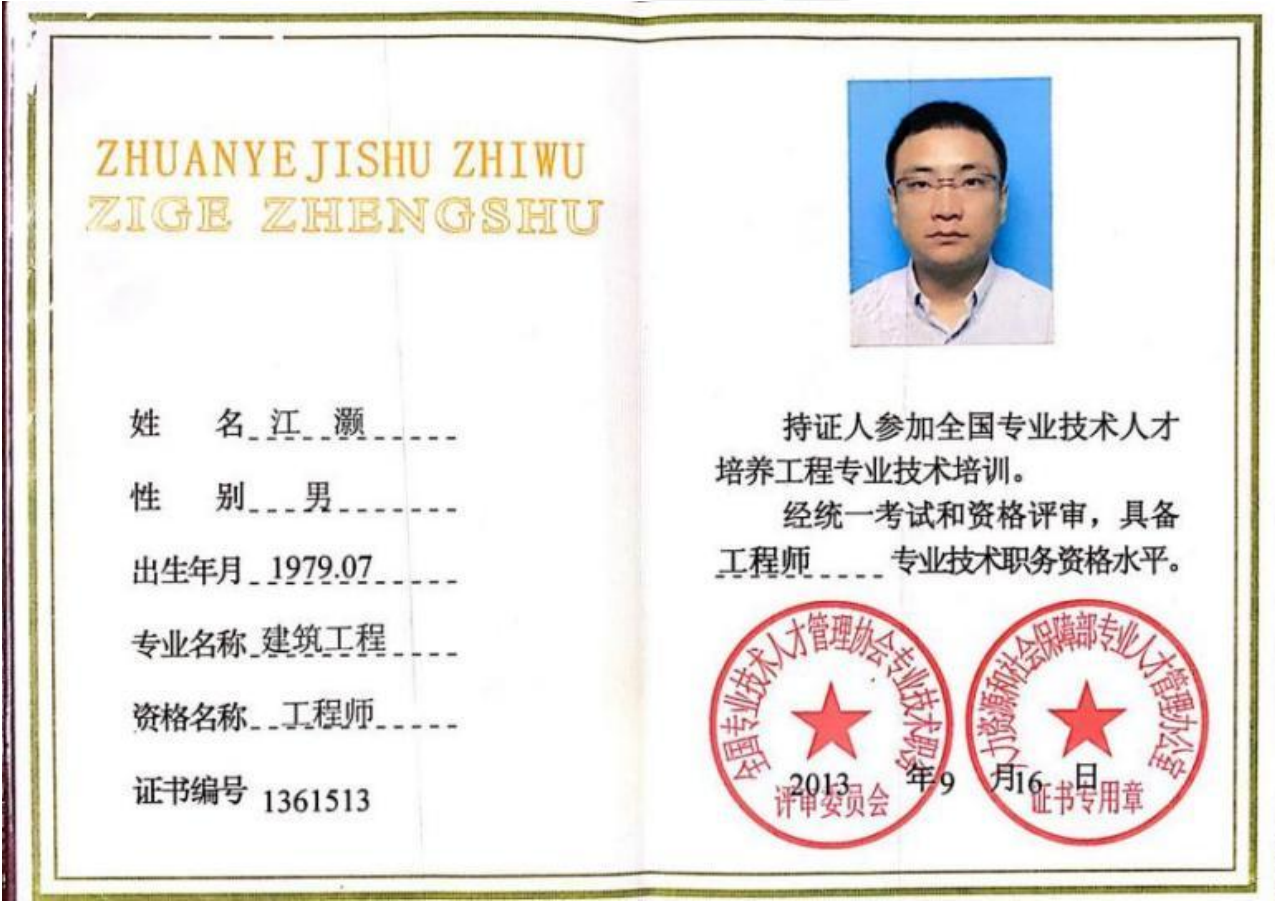 ZHUANYE JISHU ZHIWU
ZIGE ZHENGSHU
姓 名 江 灏
性 别 男
出生年月 1979.07
专业名称 建筑工程
资格名称 工程师
证书编号 1361513
持证人参加全国专业技术人才
培养工程专业技术培训。
经统一考试和资格评审，具备
工程师 专业技术职务资格水平。
全国专业技术人才管理协会专业技术职务
评审委员会
人力资源和社会保障部专业人才管理办公室
证书专用章
2013 年9 月16 日